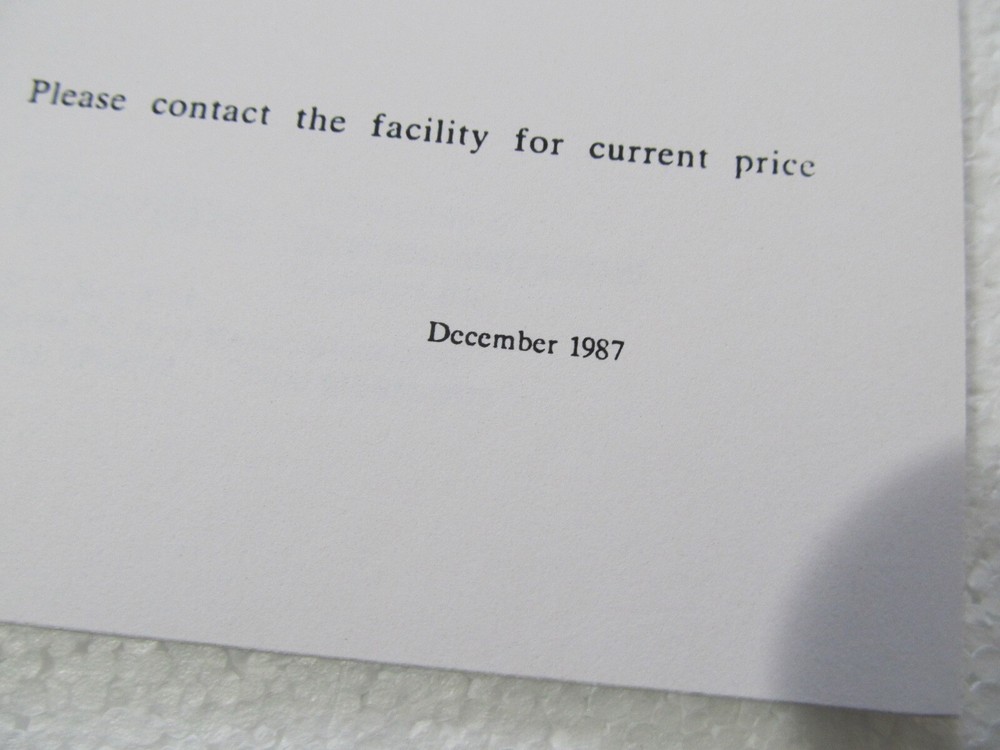 Please contact the facility for current price
December 1987